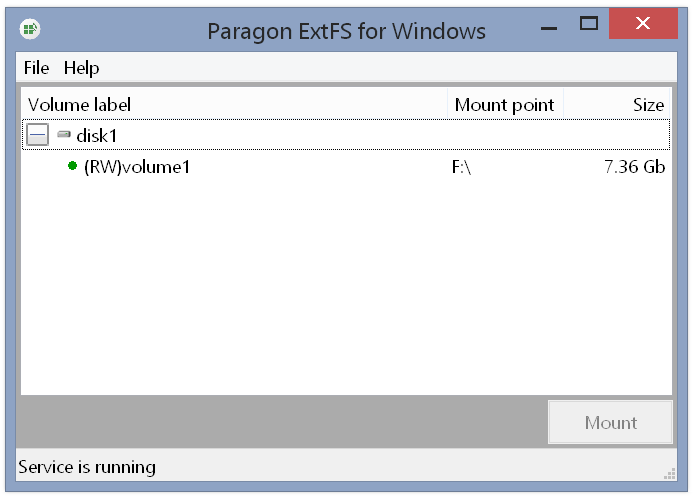 Paragon ExtFS for Windows
File Help
Volume label Mount point Size
disk1
(RW)volume1 F:\ 7.36 Gb
Mount
Service is running